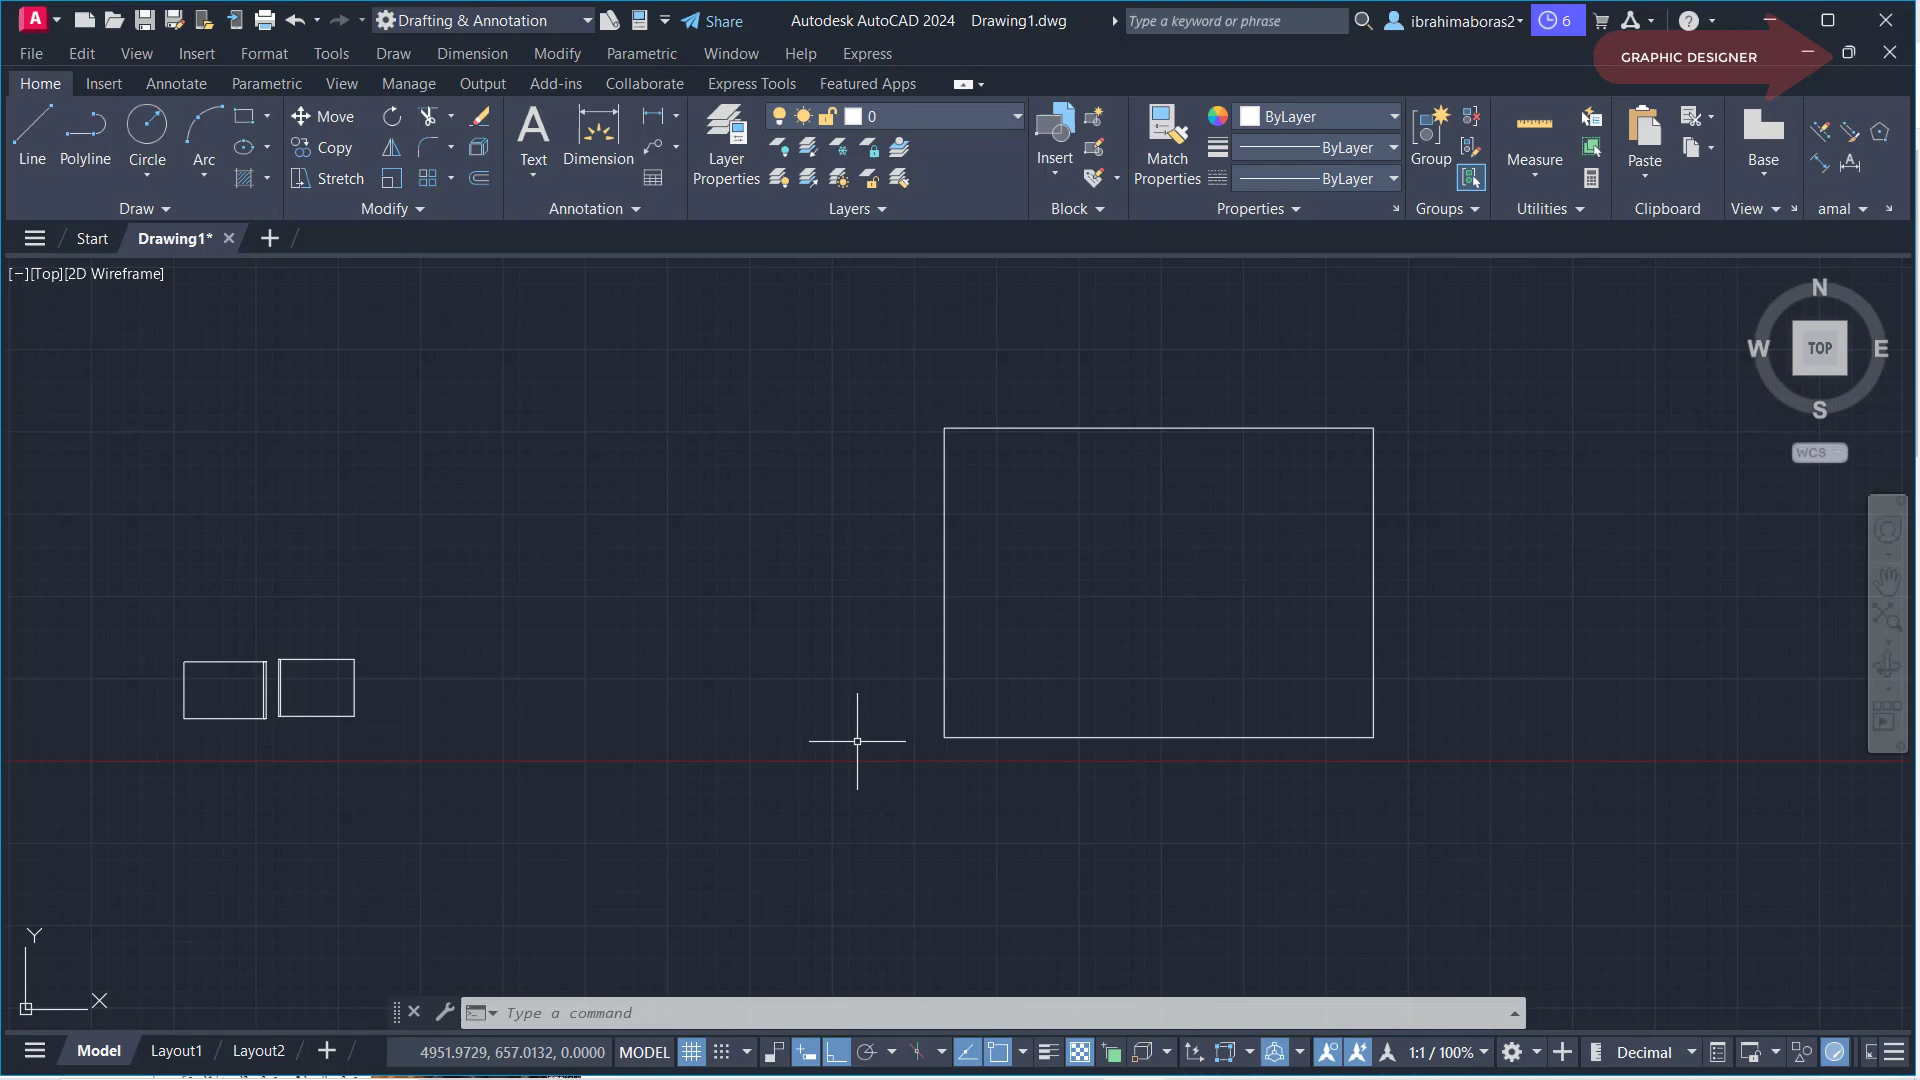 Drafting & Annotation
Share
Autodesk AutoCAD 2024 Drawing1.dwg
Type a keyword or phrase
ibrahimaboras2
6
File Edit View Insert Format Tools Draw Dimension Modify Parametric Window Help Express
GRAPHIC DESIGNER
Home Insert Annotate Parametric View Manage Output Add-ins Collaborate Express Tools Featured Apps
Line Polyline Circle Arc
Move
Copy
Stretch
Text Dimension
Layer
Properties
0
Insert
Match
Properties
ByLayer
ByLayer
ByLayer
Group
Measure
Paste
Base
Draw Modify Annotation Layers Block Properties Groups Utilities Clipboard View amal
Start Drawing1*
[−][Top][2D Wireframe]
N
W TOP E
S
WCS
Y
X
Type a command
Model Layout1 Layout2
4951.9729, 657.0132, 0.0000 MODEL
1:1 / 100%
Decimal